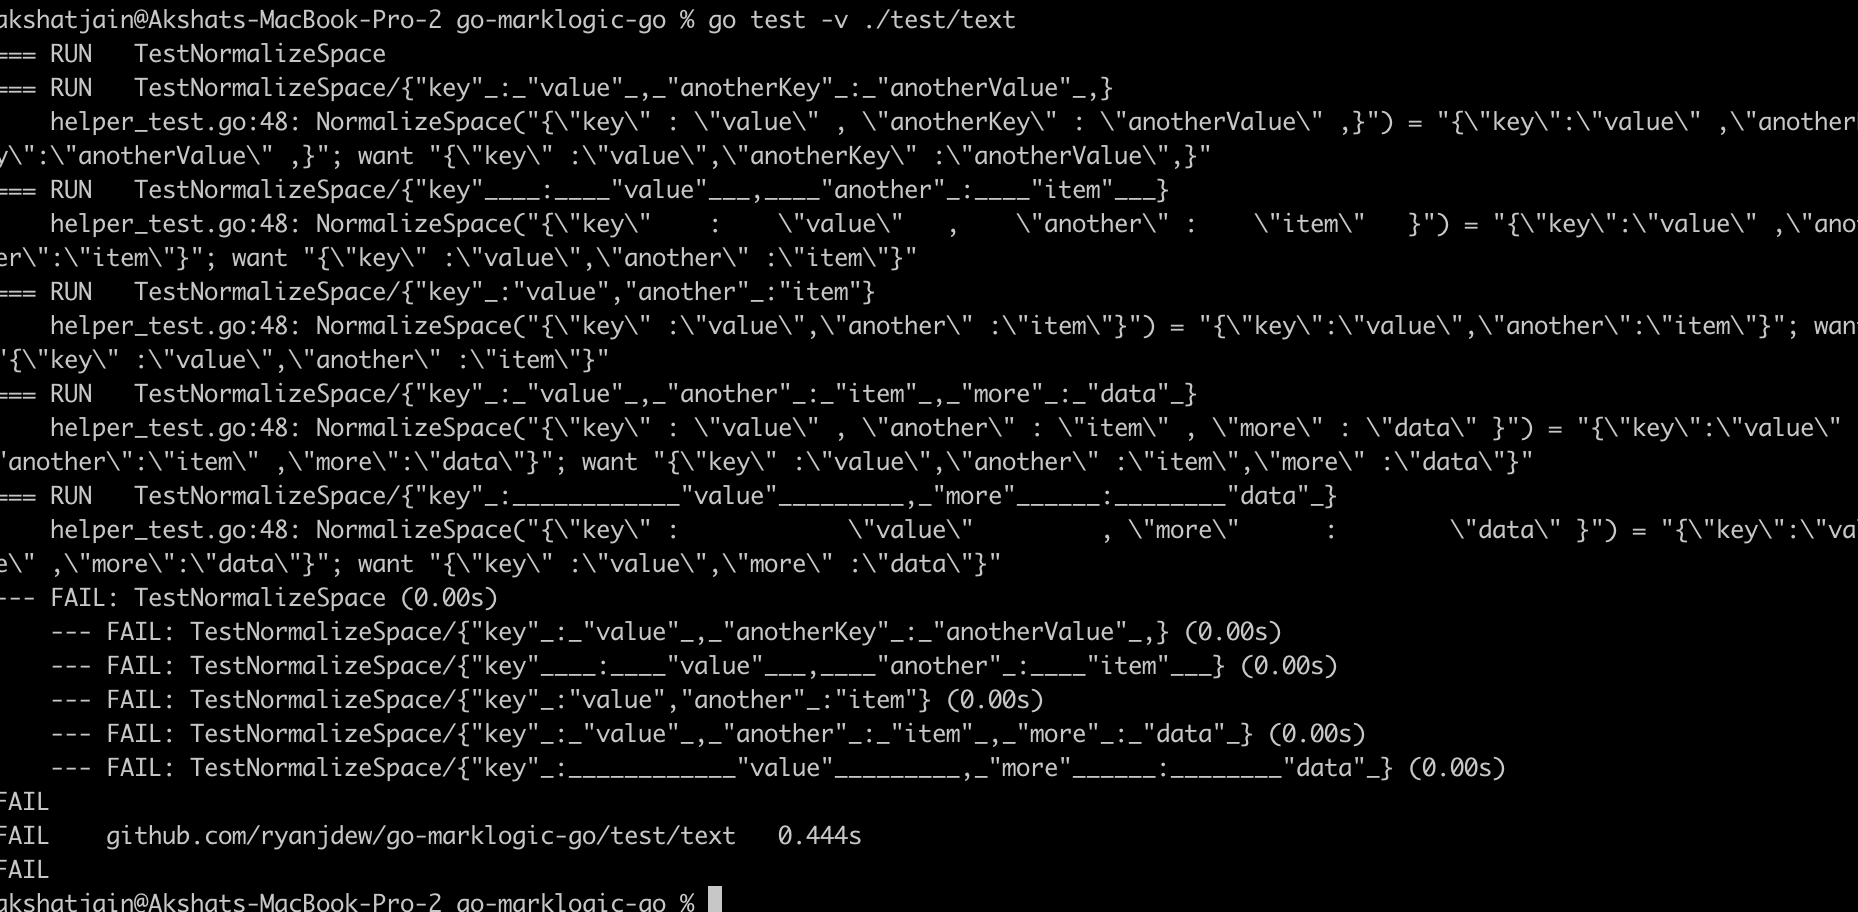 akshatjain@Akshats-MacBook-Pro-2 go-marklogic-go % go test -v ./test/text
=== RUN   TestNormalizeSpace
=== RUN   TestNormalizeSpace/{"key"_:_"value"_,_"anotherKey"_:_"anotherValue"_,}
    helper_test.go:48: NormalizeSpace("{\"key\" : \"value\" , \"anotherKey\" : \"anotherValue\" ,}") = "{\"key\":\"value\" ,\"another
y\":\"anotherValue\" ,}"; want "{\"key\" :\"value\",\"anotherKey\" :\"anotherValue\",}"
=== RUN   TestNormalizeSpace/{"key"____:____"value"___,____"another"_:____"item"___}
    helper_test.go:48: NormalizeSpace("{\"key\"    :    \"value\"   ,    \"another\" :    \"item\"   }") = "{\"key\":\"value\" ,\"ano
er\":\"item\"}"; want "{\"key\" :\"value\",\"another\" :\"item\"}"
=== RUN   TestNormalizeSpace/{"key"_:"value","another"_:"item"}
    helper_test.go:48: NormalizeSpace("{\"key\" :\"value\",\"another\" :\"item\"}") = "{\"key\":\"value\",\"another\":\"item\"}"; wan
"{\"key\" :\"value\",\"another\" :\"item\"}"
=== RUN   TestNormalizeSpace/{"key"_:_"value"_,_"another"_:_"item"_,_"more"_:_"data"_}
    helper_test.go:48: NormalizeSpace("{\"key\" : \"value\" , \"another\" : \"item\" , \"more\" : \"data\" }") = "{\"key\":\"value\"
"another\":\"item\" ,\"more\":\"data\"}"; want "{\"key\" :\"value\",\"another\" :\"item\",\"more\" :\"data\"}"
=== RUN   TestNormalizeSpace/{"key"_:____________"value"_________,_"more"______:________"data"_}
    helper_test.go:48: NormalizeSpace("{\"key\" :            \"value\"         , \"more\"      :        \"data\" }") = "{\"key\":\"va
e\" ,\"more\":\"data\"}"; want "{\"key\" :\"value\",\"more\" :\"data\"}"
--- FAIL: TestNormalizeSpace (0.00s)
    --- FAIL: TestNormalizeSpace/{"key"_:_"value"_,_"anotherKey"_:_"anotherValue"_,} (0.00s)
    --- FAIL: TestNormalizeSpace/{"key"____:____"value"___,____"another"_:____"item"___} (0.00s)
    --- FAIL: TestNormalizeSpace/{"key"_:"value","another"_:"item"} (0.00s)
    --- FAIL: TestNormalizeSpace/{"key"_:_"value"_,_"another"_:_"item"_,_"more"_:_"data"_} (0.00s)
    --- FAIL: TestNormalizeSpace/{"key"_:____________"value"_________,_"more"______:________"data"_} (0.00s)
FAIL
FAIL    github.com/ryanjdew/go-marklogic-go/test/text   0.444s
FAIL
akshatjain@Akshats-MacBook-Pro-2 go-marklogic-go %